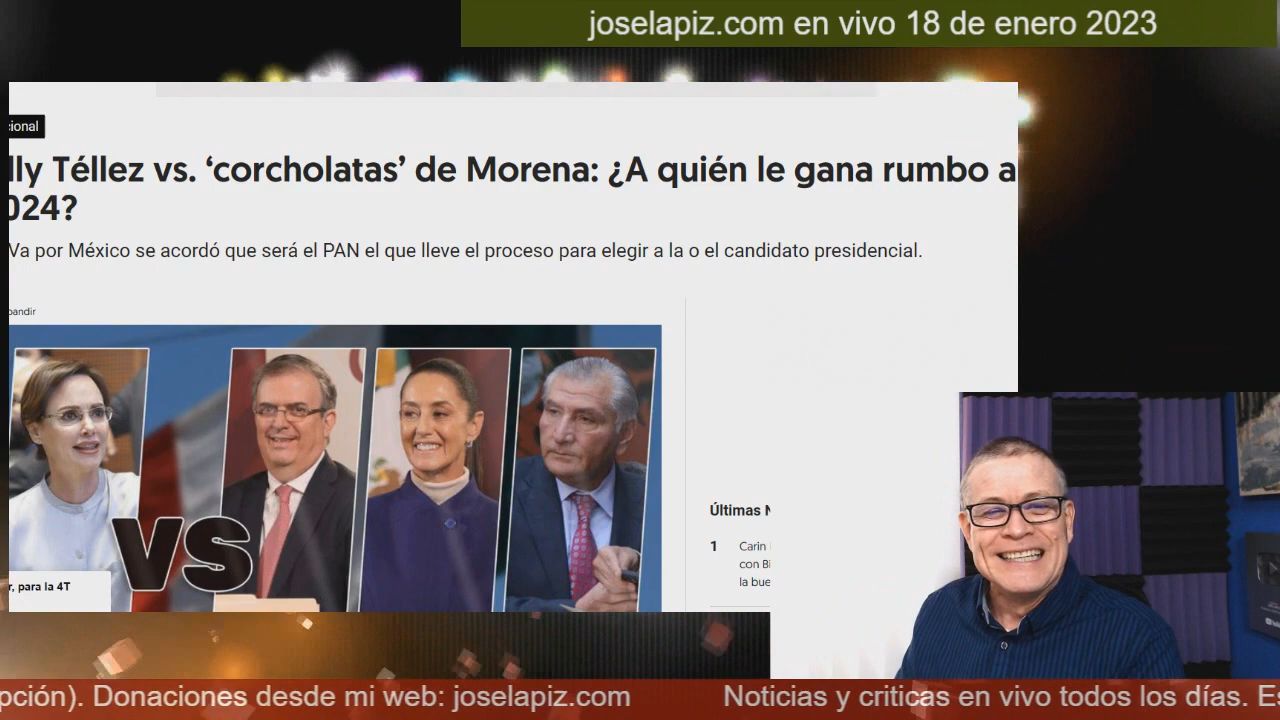 joselapiz.com en vivo 18 de enero 2023
cional
lly Téllez vs. ‘corcholatas’ de Morena: ¿A quién le gana rumbo a
024?
Va por México se acordó que será el PAN el que lleve el proceso para elegir a la o el candidato presidencial.
pandir
VS
r, para la 4T
Últimas N
1 Carin
con Bi
la bue
pción). Donaciones desde mi web: joselapiz.com Noticias y criticas en vivo todos los días. Es